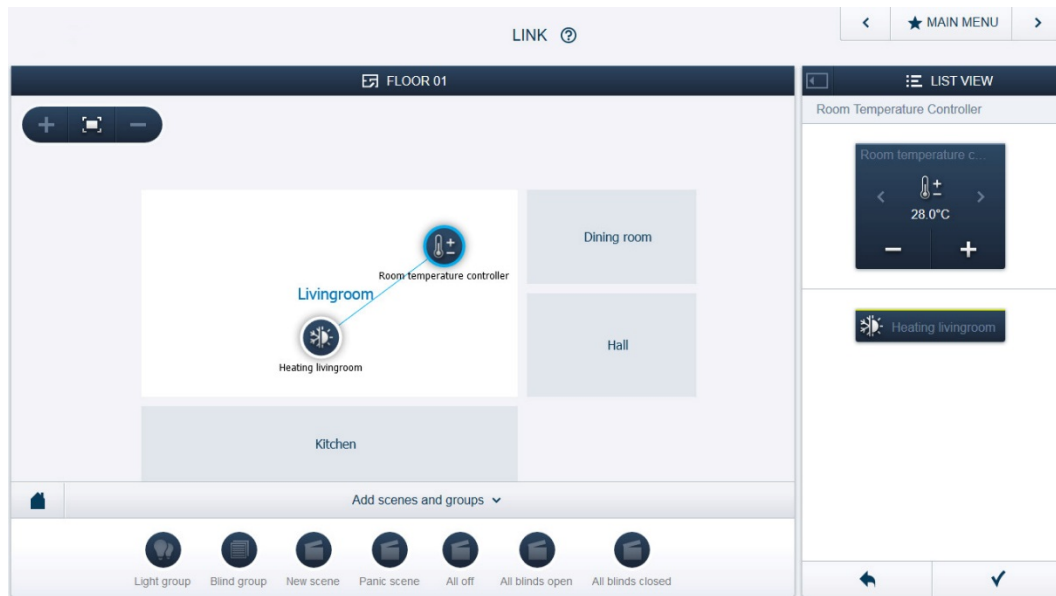 LINK
MAIN MENU
FLOOR 01
LIST VIEW
Room Temperature Controller
Room temperature c...
28.0°C
Dining room
Room temperature controller
Livingroom
Heating livingroom
Heating livingroom
Hall
Kitchen
Add scenes and groups
Light group
Blind group
New scene
Panic scene
All off
All blinds open
All blinds closed